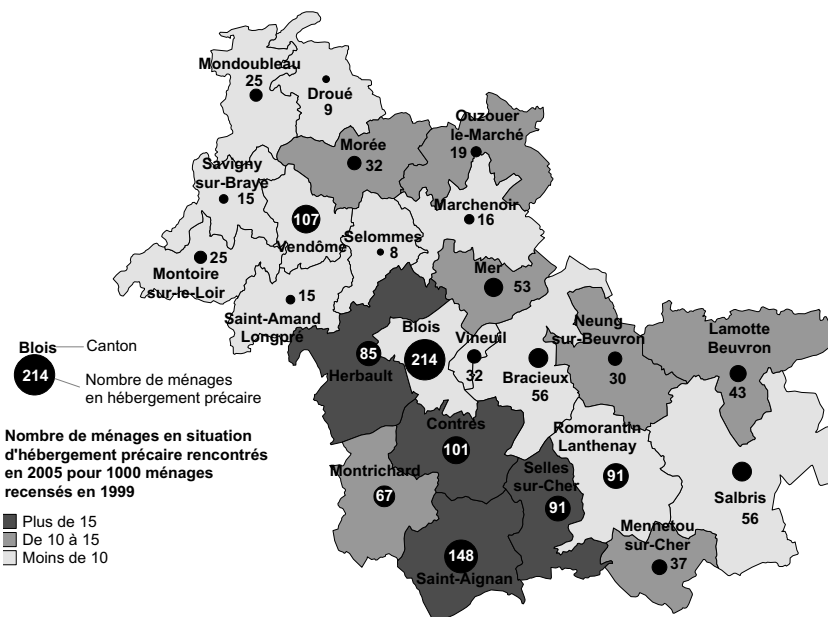 Mondoubleau
25
Droué
9
Ouzouer
le-Marché
19
Morée
32
Savigny
sur-Braye
15
Marchenoir
16
107
Vendôme
Selommes
8
25
Montoire
sur-le-Loir
Mer
53
15
Saint-Amand
Longpré
Neung
sur-Beuvron
30
Lamotte
Beuvron
43
Blois
214
Vineuil
32
85
Herbault
Bracieux
56
Blois
Canton
214
Nombre de ménages
en hébergement précaire
Contrés
101
Romorantin
Lanthenay
91
Nombre de ménages en situation
d'hébergement précaire rencontrés
en 2005 pour 1000 ménages
recensés en 1999
Montrichard
67
Selles
sur-Cher
91
Salbris
56
Mennetou
sur-Cher
37
Plus de 15
De 10 à 15
Moins de 10
148
Saint-Aignan